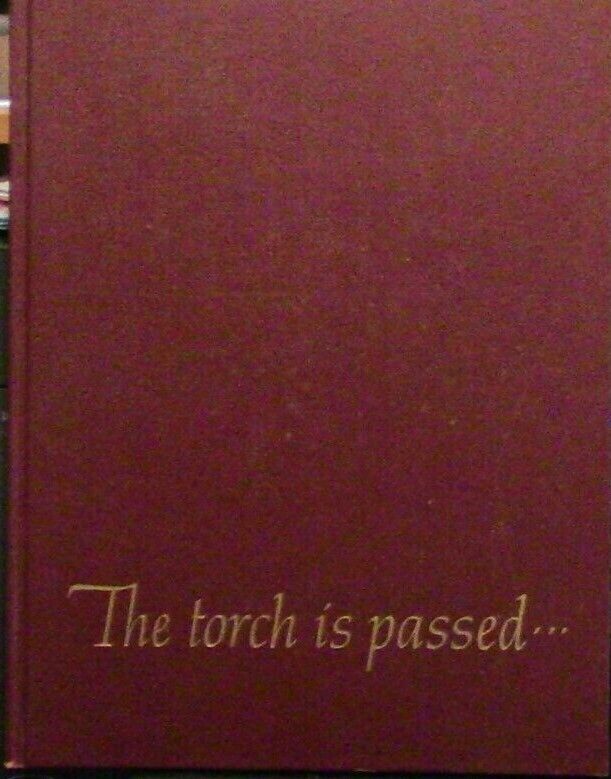 The torch is passed...